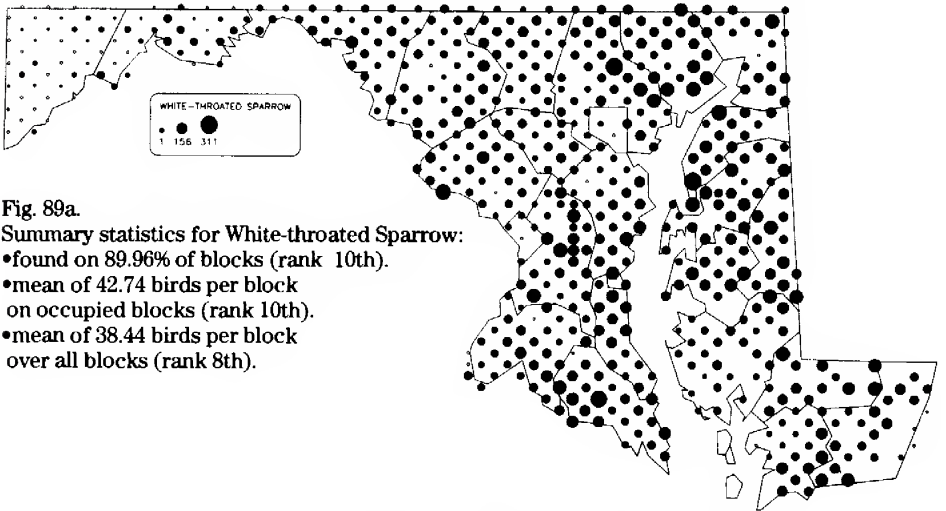 WHITE-THROATED SPARROW
1 156 311
Fig. 89a.
Summary statistics for White-throated Sparrow:
•found on 89.96% of blocks (rank 10th).
•mean of 42.74 birds per block
on occupied blocks (rank 10th).
•mean of 38.44 birds per block
over all blocks (rank 8th).